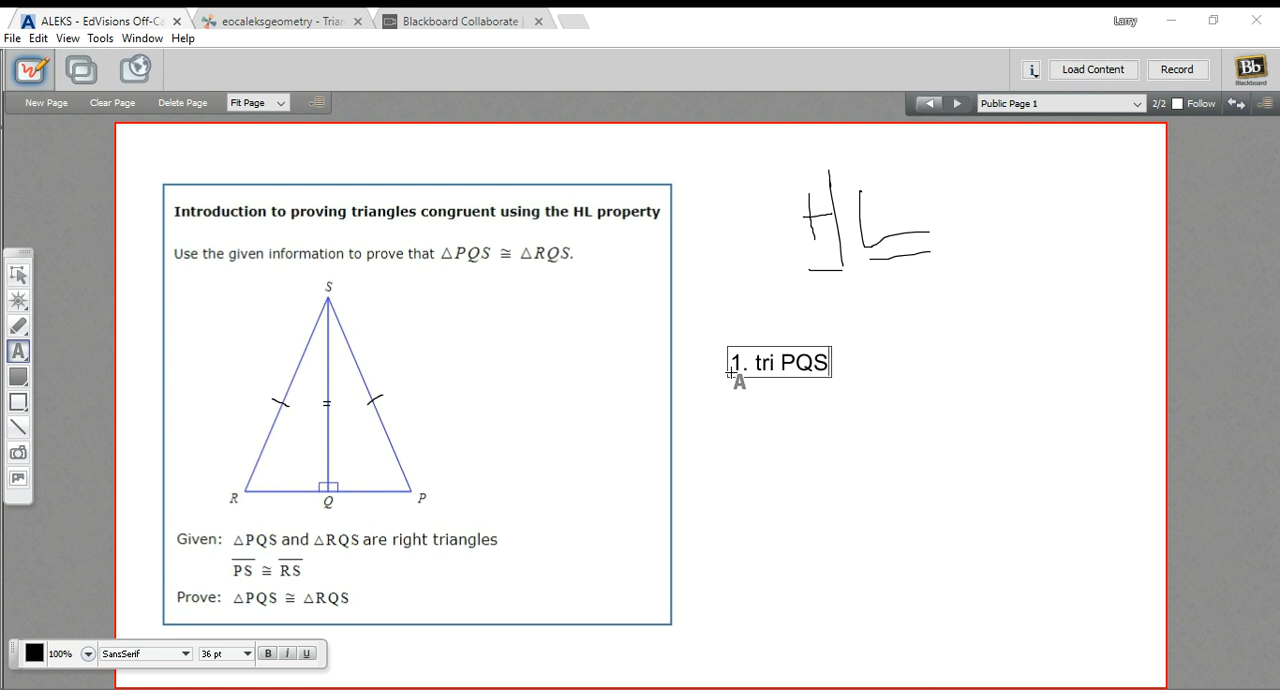 ALEKS - EdVisions Off-Ca
eocaleksgeometry - Trian
Blackboard Collaborate
Larry
File Edit View Tools Window Help
Load Content
Record
Bb
Blackboard
New Page Clear Page Delete Page Fit Page
Public Page 1
2/2
Follow
HL
Introduction to proving triangles congruent using the HL property
Use the given information to prove that △PQS ≅ △RQS.
S
R
Q
P
Given: △PQS and △RQS are right triangles
PS ≅ RS
Prove: △PQS ≅ △RQS
1. tri PQS
A
100%
SansSerif
36 pt
B i U